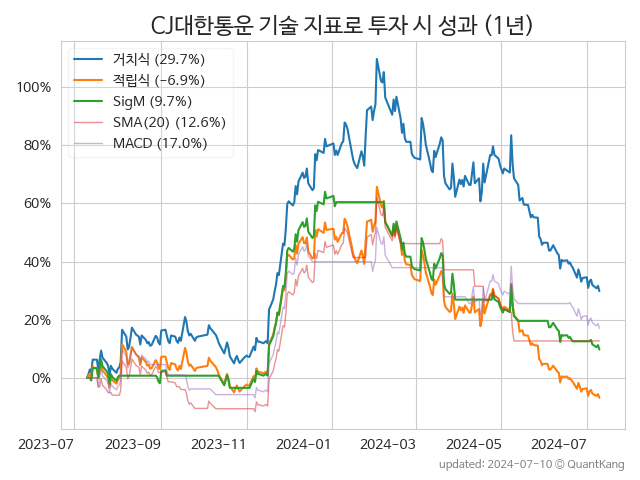 CJ대한통운 기술 지표로 투자 시 성과 (1년)
거치식 (29.7%)
적립식 (-6.9%)
SigM (9.7%)
SMA(20) (12.6%)
MACD (17.0%)
100%
80%
60%
40%
20%
0%
2023-07 2023-09 2023-11 2024-01 2024-03 2024-05 2024-07
updated: 2024-07-10 © QuantKang